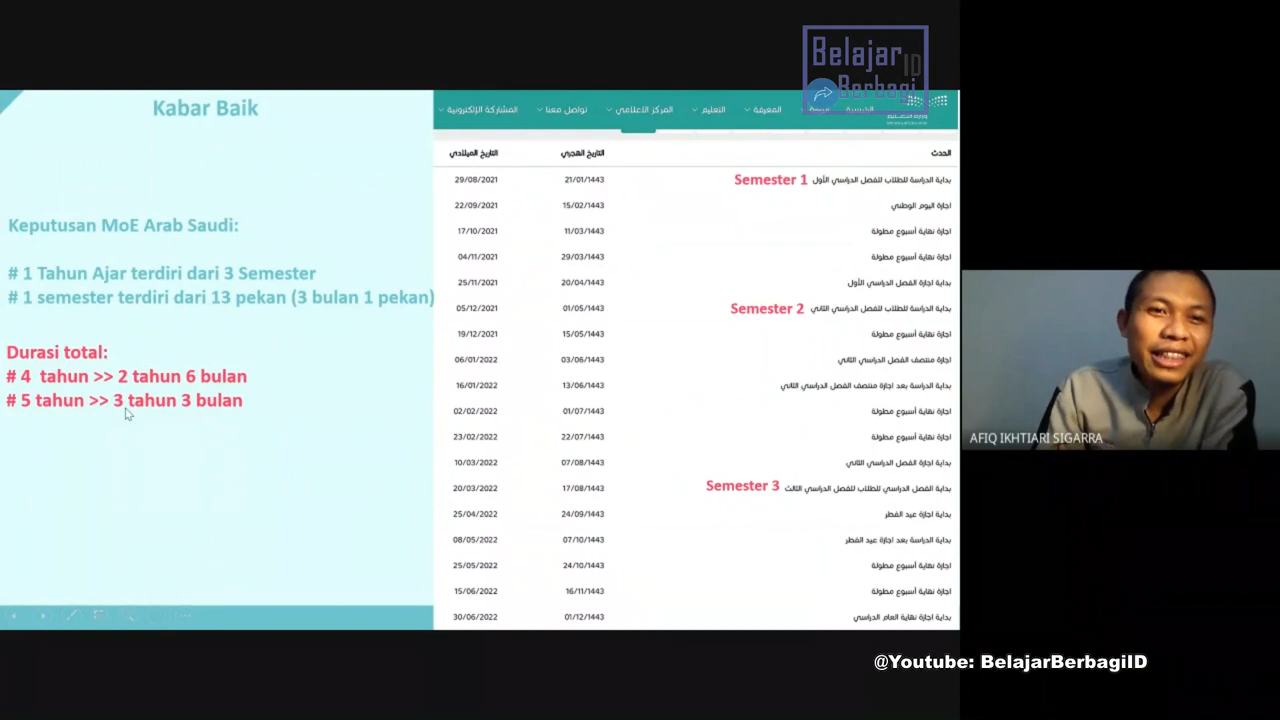 Belajar
ID
Berbagi
Kabar Baik
Keputusan MoE Arab Saudi:
# 1 Tahun Ajar terdiri dari 3 Semester
# 1 semester terdiri dari 13 pekan (3 bulan 1 pekan)
Durasi total:
# 4 tahun >> 2 tahun 6 bulan
# 5 tahun >> 3 tahun 3 bulan
المعرفة التعليم المركز الاعلامي تواصل معنا المشاركة الإلكترونية
الحدث التاريخ الهجري التاريخ الميلادي
بداية الدراسة للطلاب للفصل الدراسي الأول Semester 1 21/01/1443 29/08/2021
اجازة اليوم الوطني 15/02/1443 22/09/2021
اجازة نهاية أسبوع مطولة 11/03/1443 17/10/2021
اجازة نهاية أسبوع مطولة 29/03/1443 04/11/2021
بداية اجازة الفصل الدراسي الأول 20/04/1443 25/11/2021
بداية الدراسة للطلاب للفصل الدراسي الثاني Semester 2 01/05/1443 05/12/2021
اجازة نهاية أسبوع مطولة 15/05/1443 19/12/2021
اجازة منتصف الفصل الدراسي الثاني 03/06/1443 06/01/2022
بداية الدراسة بعد اجازة منتصف الفصل الدراسي الثاني 13/06/1443 16/01/2022
اجازة نهاية أسبوع مطولة 01/07/1443 02/02/2022
اجازة نهاية أسبوع مطولة 22/07/1443 23/02/2022
بداية اجازة الفصل الدراسي الثاني 07/08/1443 10/03/2022
بداية الفصل الدراسي للطلاب للفصل الدراسي الثالث Semester 3 17/08/1443 20/03/2022
بداية اجازة عيد الفطر 24/09/1443 25/04/2022
بداية الدراسة بعد اجازة عيد الفطر 07/10/1443 08/05/2022
اجازة نهاية أسبوع مطولة 24/10/1443 25/05/2022
اجازة نهاية أسبوع مطولة 16/11/1443 15/06/2022
بداية اجازة نهاية العام الدراسي 01/12/1443 30/06/2022
AFIQ IKHTIARI SIGARRA
@Youtube: BelajarBerbagiID